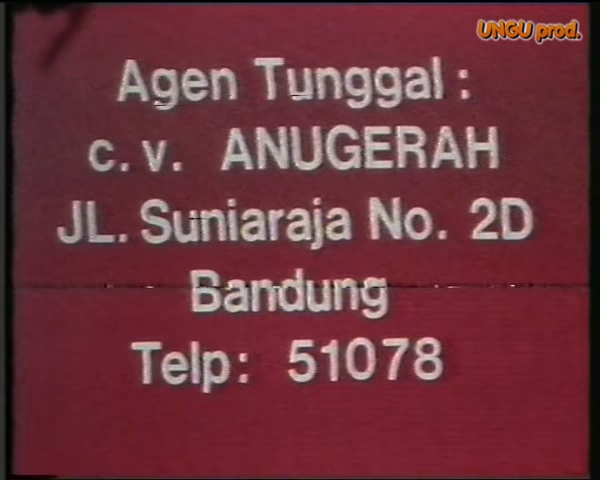 UNGU prod.
Agen Tunggal :
c. v. ANUGERAH
JL. Suniaraja No. 2D
Bandung
Telp: 51078